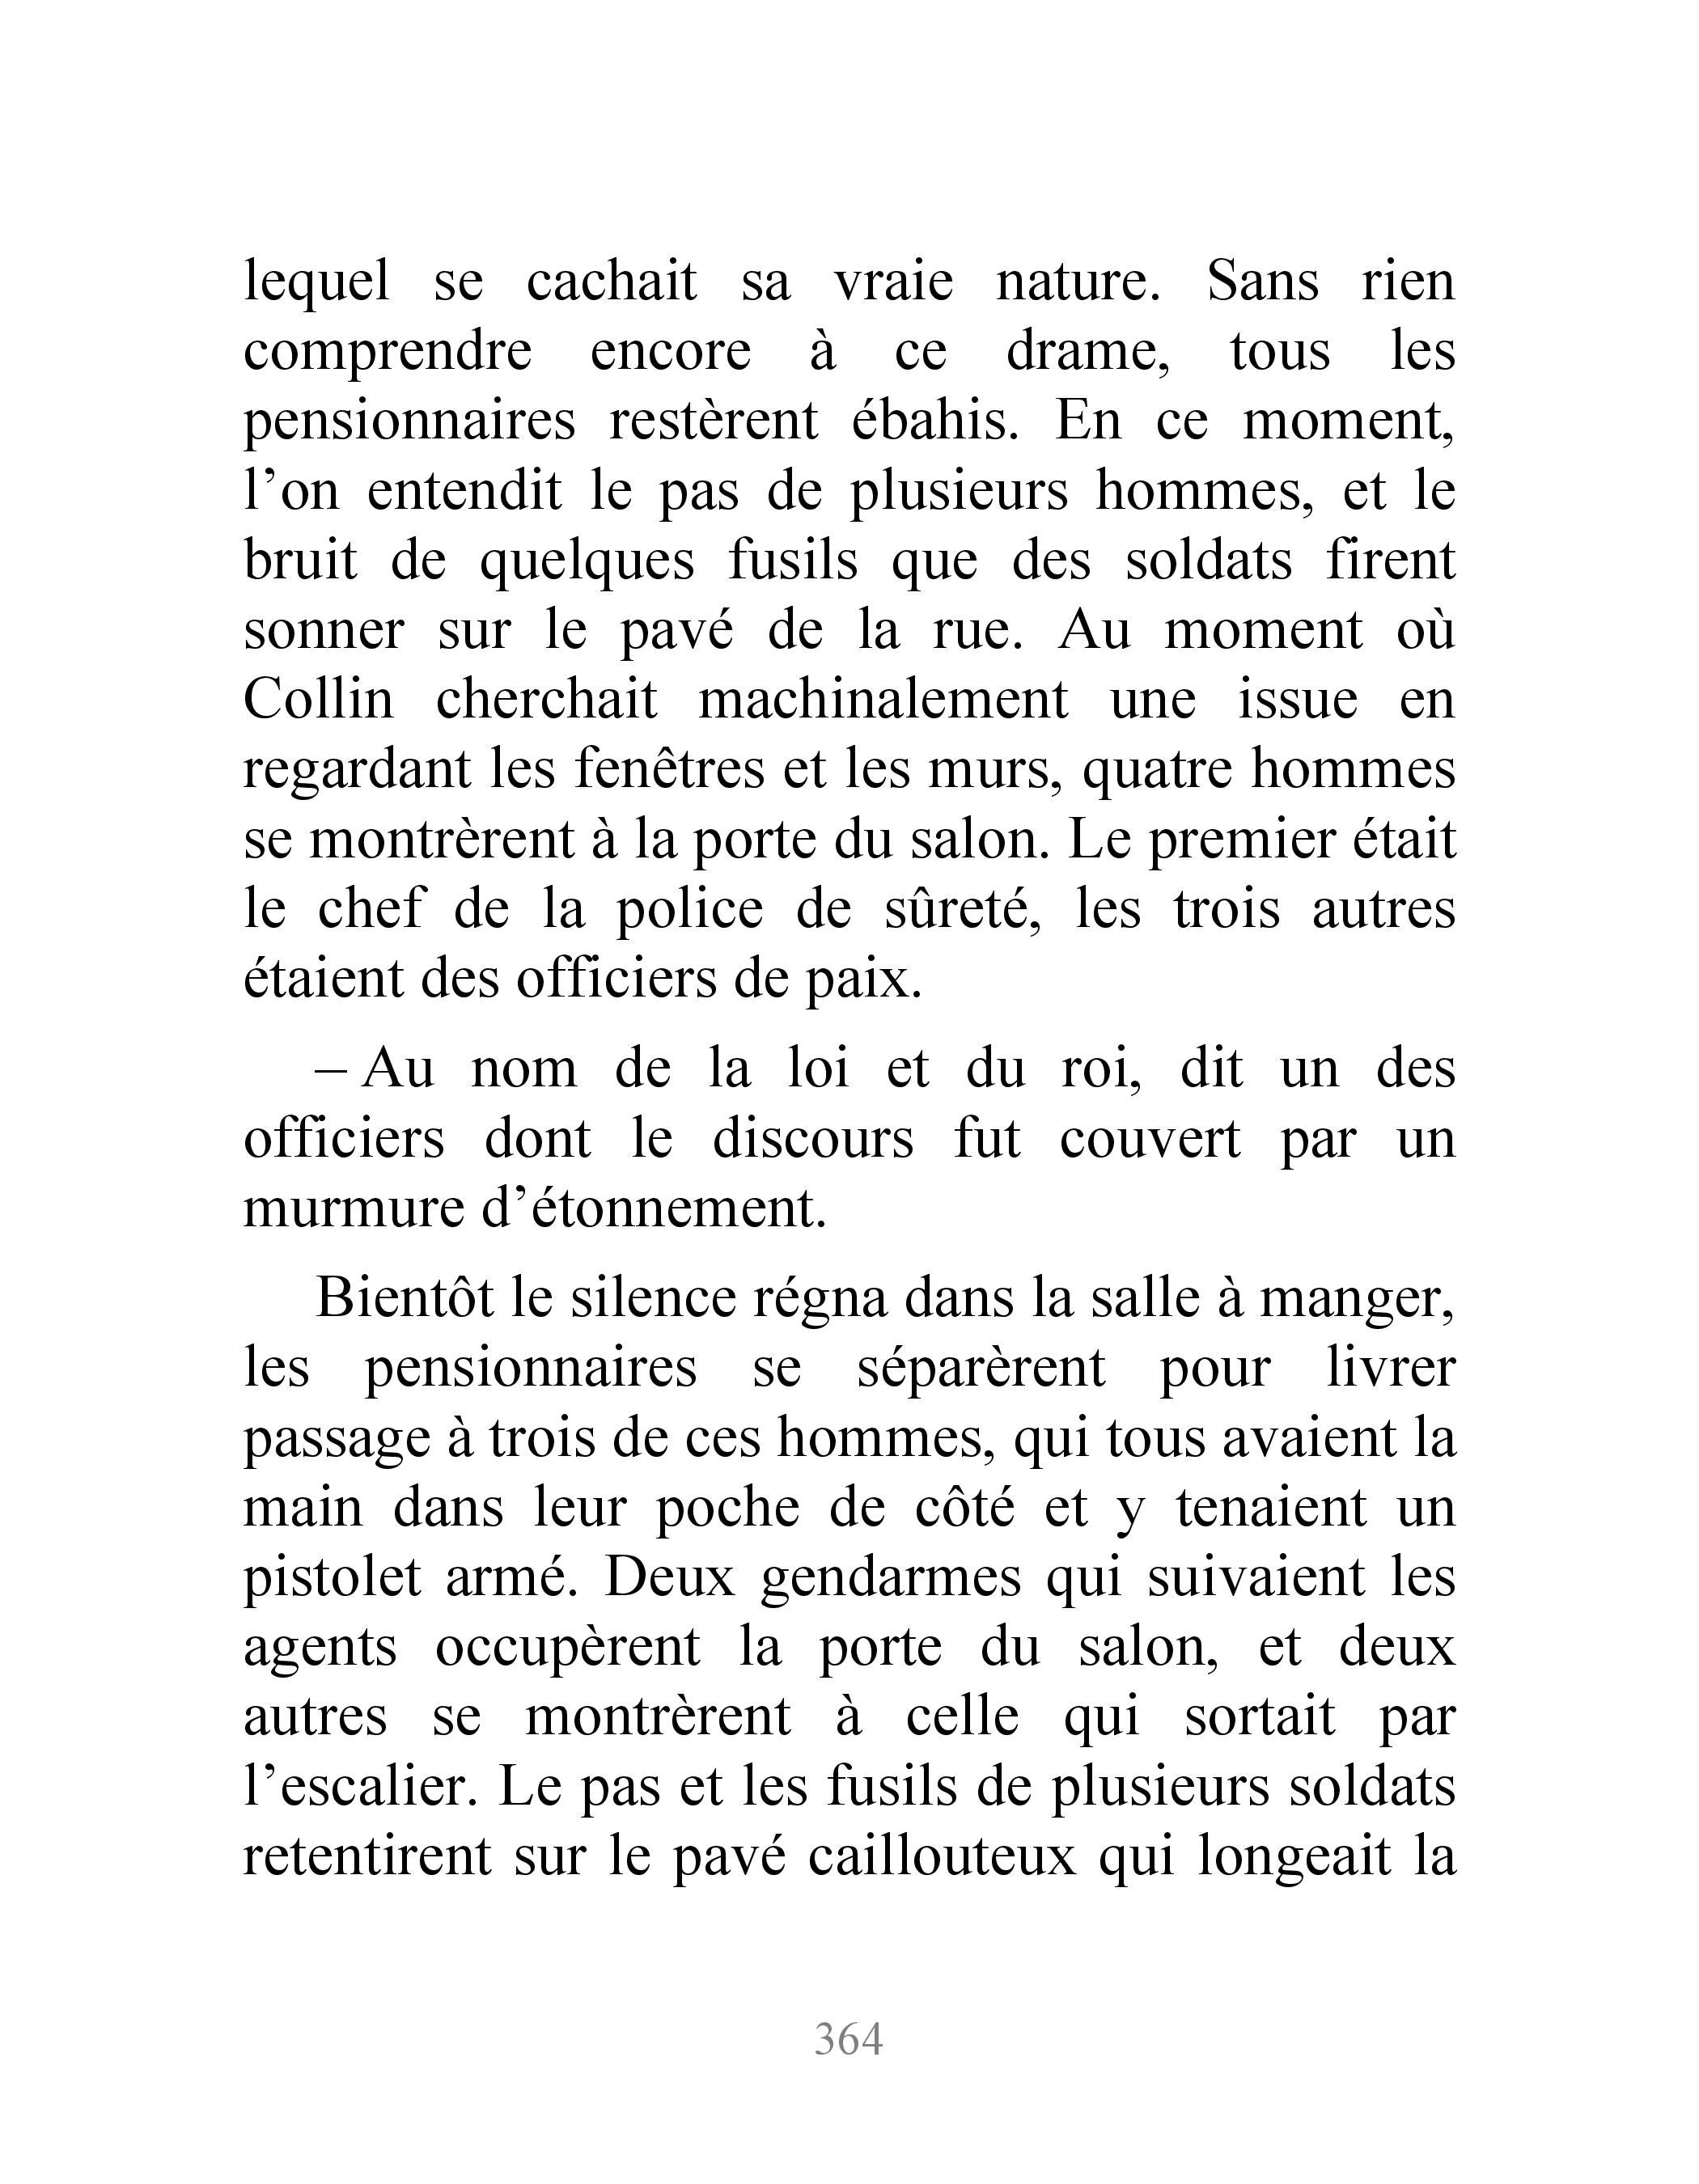 lequel se cachait sa vraie nature. Sans rien
comprendre encore à ce drame, tous les
pensionnaires restèrent ébahis. En ce moment,
l’on entendit le pas de plusieurs hommes, et le
bruit de quelques fusils que des soldats firent
sonner sur le pavé de la rue. Au moment où
Collin cherchait machinalement une issue en
regardant les fenêtres et les murs, quatre hommes
se montrèrent à la porte du salon. Le premier était
le chef de la police de sûreté, les trois autres
étaient des officiers de paix.
– Au nom de la loi et du roi, dit un des
officiers dont le discours fut couvert par un
murmure d’étonnement.
Bientôt le silence régna dans la salle à manger,
les pensionnaires se séparèrent pour livrer
passage à trois de ces hommes, qui tous avaient la
main dans leur poche de côté et y tenaient un
pistolet armé. Deux gendarmes qui suivaient les
agents occupèrent la porte du salon, et deux
autres se montrèrent à celle qui sortait par
l’escalier. Le pas et les fusils de plusieurs soldats
retentirent sur le pavé caillouteux qui longeait la
364